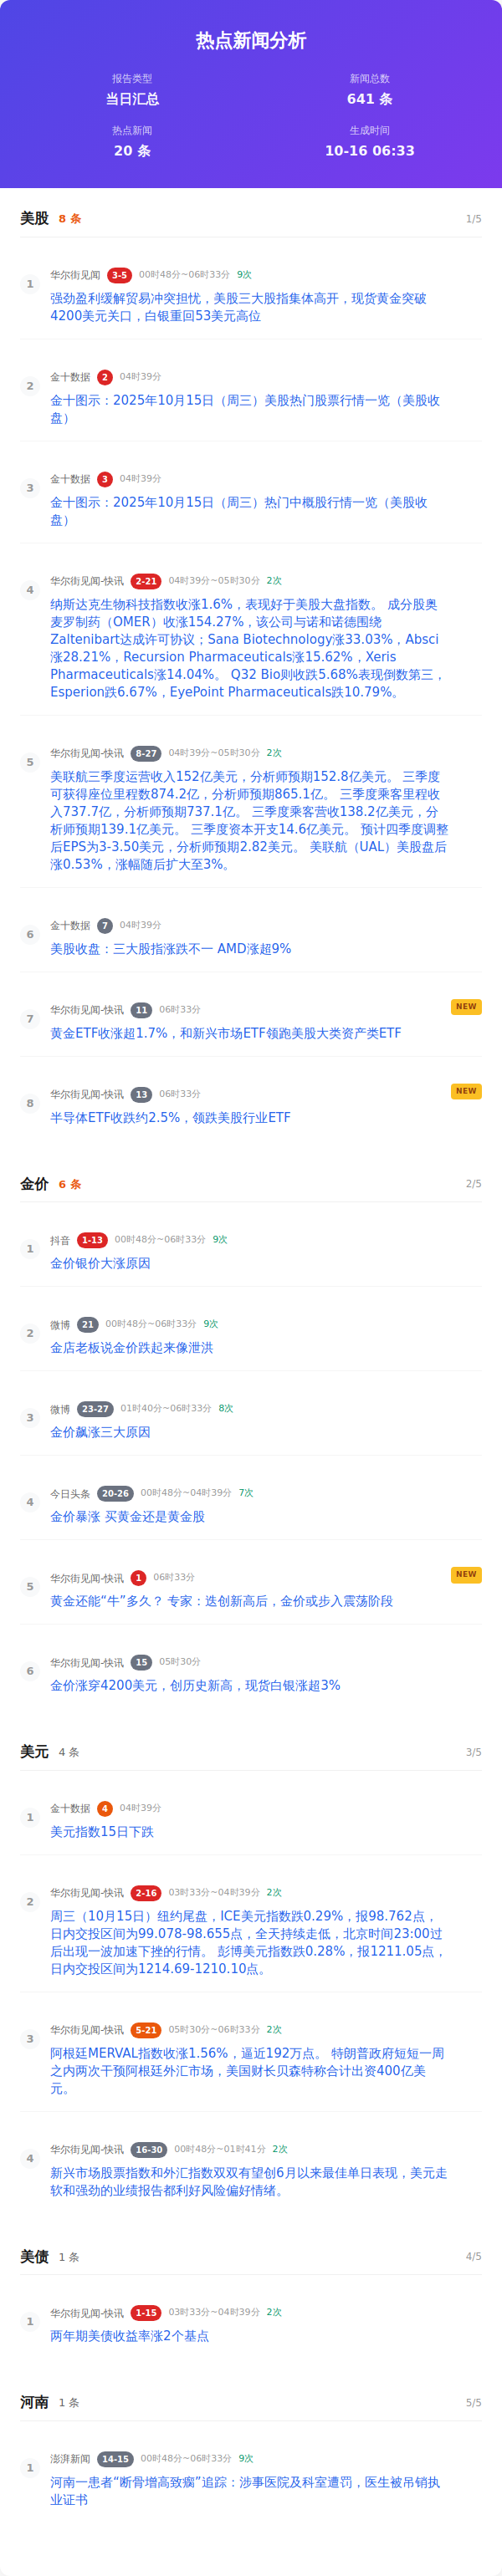 热点新闻分析
报告类型
当日汇总
新闻总数
641 条
热点新闻
20 条
生成时间
10-16 06:33
美股 8 条 1/5
1
华尔街见闻 3-5 00时48分~06时33分 9次
强劲盈利缓解贸易冲突担忧，美股三大股指集体高开，现货黄金突破
4200美元关口，白银重回53美元高位
2
金十数据 2 04时39分
金十图示：2025年10月15日（周三）美股热门股票行情一览（美股收
盘）
3
金十数据 3 04时39分
金十图示：2025年10月15日（周三）热门中概股行情一览（美股收
盘）
4
华尔街见闻-快讯 2-21 04时39分~05时30分 2次
纳斯达克生物科技指数收涨1.6%，表现好于美股大盘指数。 成分股奥
麦罗制药（OMER）收涨154.27%，该公司与诺和诺德围绕
Zaltenibart达成许可协议；Sana Biotechnology涨33.03%，Absci
涨28.21%，Recursion Pharmaceuticals涨15.62%，Xeris
Pharmaceuticals涨14.04%。 Q32 Bio则收跌5.68%表现倒数第三，
Esperion跌6.67%，EyePoint Pharmaceuticals跌10.79%。
5
华尔街见闻-快讯 8-27 04时39分~05时30分 2次
美联航三季度运营收入152亿美元，分析师预期152.8亿美元。 三季度
可获得座位里程数874.2亿，分析师预期865.1亿。 三季度乘客里程收
入737.7亿，分析师预期737.1亿。 三季度乘客营收138.2亿美元，分
析师预期139.1亿美元。 三季度资本开支14.6亿美元。 预计四季度调整
后EPS为3-3.50美元，分析师预期2.82美元。 美联航（UAL）美股盘后
涨0.53%，涨幅随后扩大至3%。
6
金十数据 7 04时39分
美股收盘：三大股指涨跌不一 AMD涨超9%
7
华尔街见闻-快讯 11 06时33分 NEW
黄金ETF收涨超1.7%，和新兴市场ETF领跑美股大类资产类ETF
8
华尔街见闻-快讯 13 06时33分 NEW
半导体ETF收跌约2.5%，领跌美股行业ETF
金价 6 条 2/5
1
抖音 1-13 00时48分~06时33分 9次
金价银价大涨原因
2
微博 21 00时48分~06时33分 9次
金店老板说金价跌起来像泄洪
3
微博 23-27 01时40分~06时33分 8次
金价飙涨三大原因
4
今日头条 20-26 00时48分~04时39分 7次
金价暴涨 买黄金还是黄金股
5
华尔街见闻-快讯 1 06时33分 NEW
黄金还能“牛”多久？ 专家：迭创新高后，金价或步入震荡阶段
6
华尔街见闻-快讯 15 05时30分
金价涨穿4200美元，创历史新高，现货白银涨超3%
美元 4 条 3/5
1
金十数据 4 04时39分
美元指数15日下跌
2
华尔街见闻-快讯 2-16 03时33分~04时39分 2次
周三（10月15日）纽约尾盘，ICE美元指数跌0.29%，报98.762点，
日内交投区间为99.078-98.655点，全天持续走低，北京时间23:00过
后出现一波加速下挫的行情。 彭博美元指数跌0.28%，报1211.05点，
日内交投区间为1214.69-1210.10点。
3
华尔街见闻-快讯 5-21 05时30分~06时33分 2次
阿根廷MERVAL指数收涨1.56%，逼近192万点。 特朗普政府短短一周
之内两次干预阿根廷外汇市场，美国财长贝森特称合计出资400亿美
元。
4
华尔街见闻-快讯 16-30 00时48分~01时41分 2次
新兴市场股票指数和外汇指数双双有望创6月以来最佳单日表现，美元走
软和强劲的业绩报告都利好风险偏好情绪。
美债 1 条 4/5
1
华尔街见闻-快讯 1-15 03时33分~04时39分 2次
两年期美债收益率涨2个基点
河南 1 条 5/5
1
澎湃新闻 14-15 00时48分~06时33分 9次
河南一患者“断骨增高致瘸”追踪：涉事医院及科室遭罚，医生被吊销执
业证书